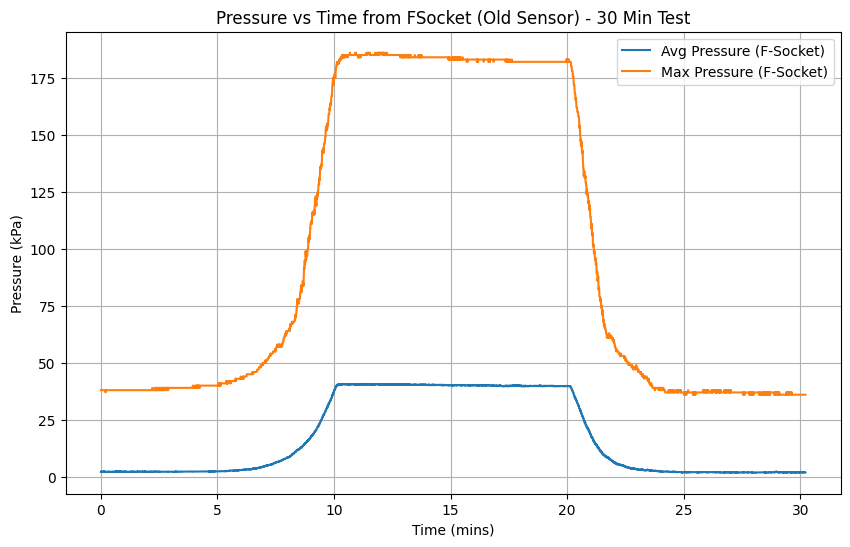 Pressure vs Time from FSocket (Old Sensor) - 30 Min Test
Avg Pressure (F-Socket)
Max Pressure (F-Socket)
Pressure (kPa)
175
150
125
100
75
50
25
0
0 5 10 15 20 25 30
Time (mins)